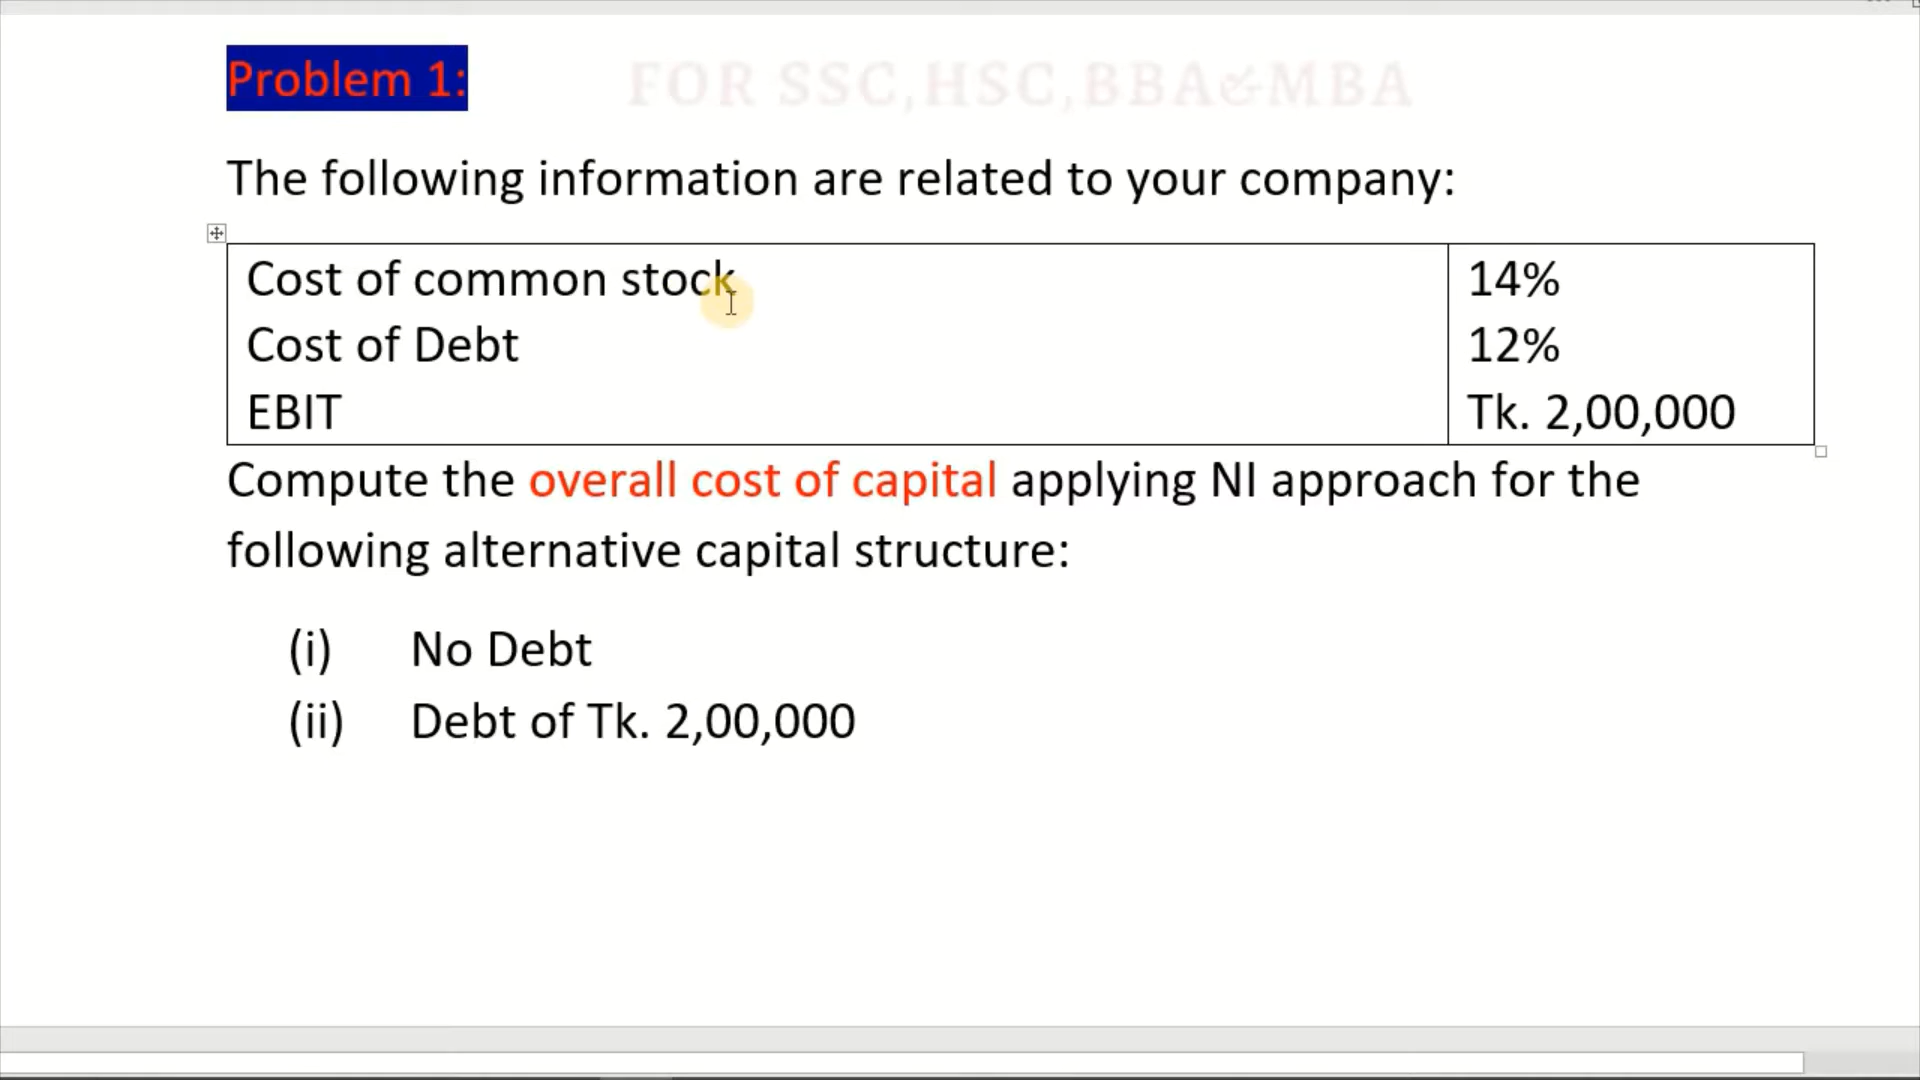 Problem 1:
FOR SSC,HSC,BBA&MBA
The following information are related to your company:
Cost of common stock 14%
Cost of Debt 12%
EBIT Tk. 2,00,000
Compute the overall cost of capital applying NI approach for the
following alternative capital structure:
(i) No Debt
(ii) Debt of Tk. 2,00,000